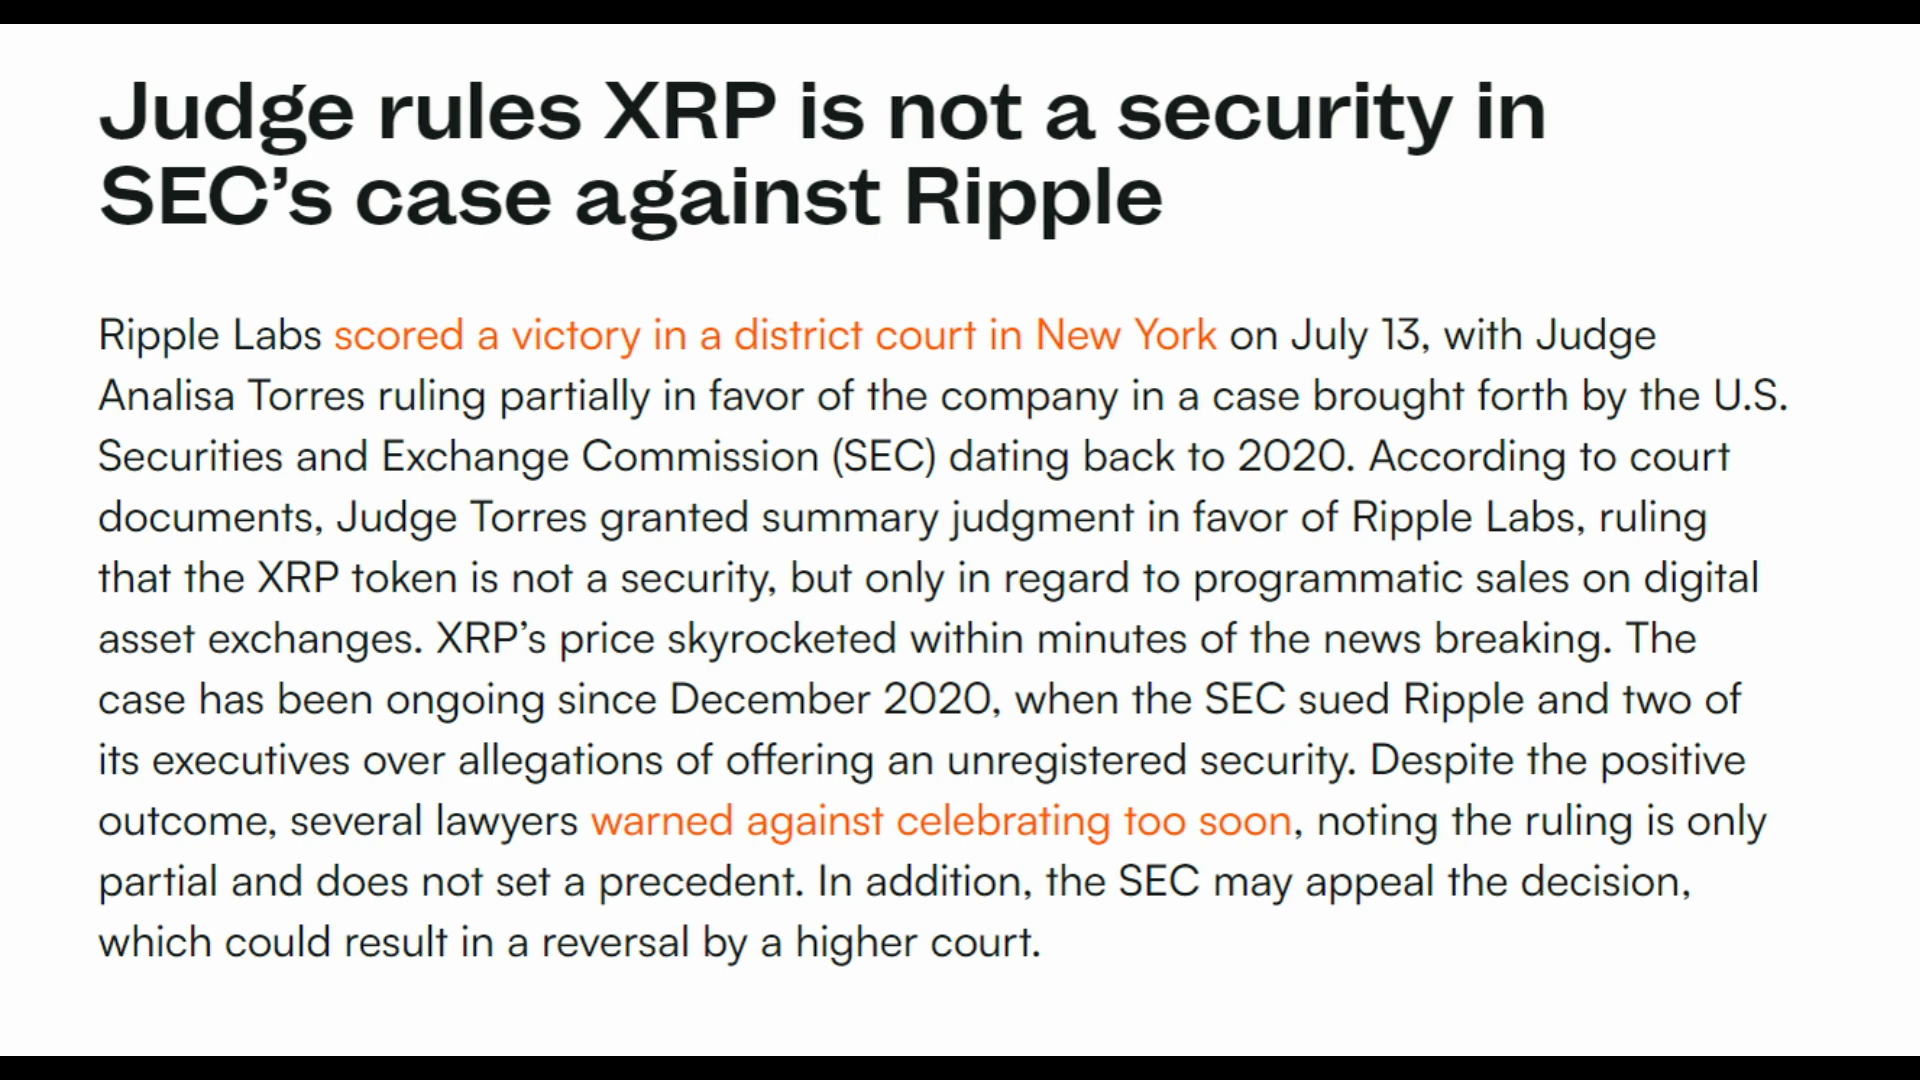 Judge rules XRP is not a security in
SEC’s case against Ripple
Ripple Labs scored a victory in a district court in New York on July 13, with Judge
Analisa Torres ruling partially in favor of the company in a case brought forth by the U.S.
Securities and Exchange Commission (SEC) dating back to 2020. According to court
documents, Judge Torres granted summary judgment in favor of Ripple Labs, ruling
that the XRP token is not a security, but only in regard to programmatic sales on digital
asset exchanges. XRP’s price skyrocketed within minutes of the news breaking. The
case has been ongoing since December 2020, when the SEC sued Ripple and two of
its executives over allegations of offering an unregistered security. Despite the positive
outcome, several lawyers warned against celebrating too soon, noting the ruling is only
partial and does not set a precedent. In addition, the SEC may appeal the decision,
which could result in a reversal by a higher court.